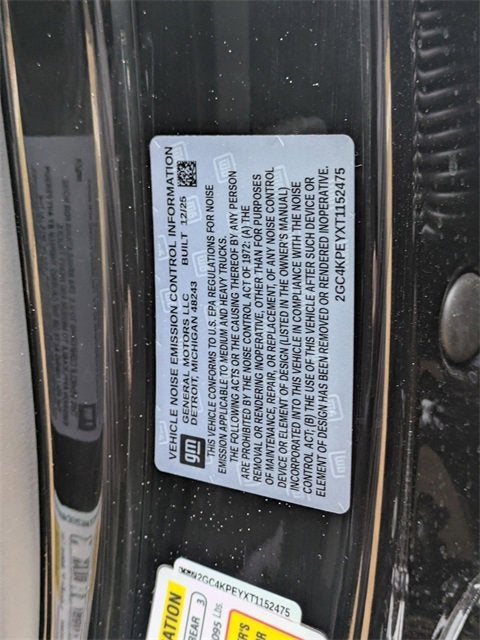 VEHICLE NOISE EMISSION CONTROL INFORMATION
gm
GENERAL MOTORS LLC BUILT 12/25
DETROIT, MICHIGAN 48243
THIS VEHICLE CONFORMS TO U.S. EPA REGULATIONS FOR NOISE
EMISSION APPLICABLE TO MEDIUM AND HEAVY TRUCKS.
THE FOLLOWING ACTS OR THE CAUSING THEREOF BY ANY PERSON
ARE PROHIBITED BY THE NOISE CONTROL ACT OF 1972: (A) THE
REMOVAL OR RENDERING INOPERATIVE, OTHER THAN FOR PURPOSES
OF MAINTENANCE, REPAIR, OR REPLACEMENT, OF ANY NOISE CONTROL
DEVICE OR ELEMENT OF DESIGN (LISTED IN THE OWNER'S MANUAL)
INCORPORATED INTO THIS VEHICLE IN COMPLIANCE WITH THE NOISE
CONTROL ACT; (B) THE USE OF THIS VEHICLE AFTER SUCH DEVICE OR
ELEMENT OF DESIGN HAS BEEN REMOVED OR RENDERED INOPERATIVE.
2GC4KPEYXT1152475
2GC4KPEYXT1152475
REAR 3
095 Lbs.